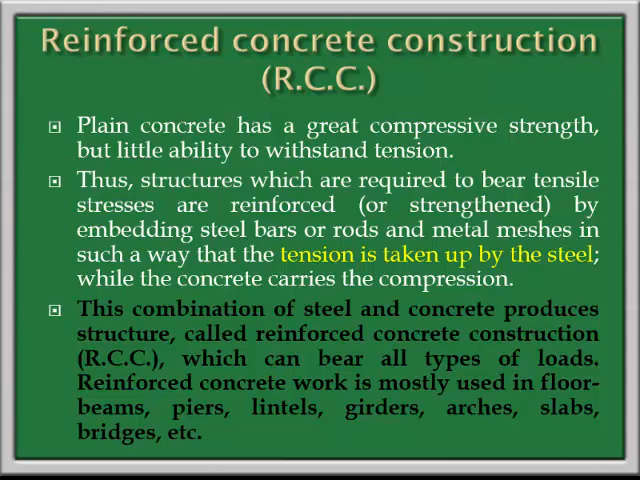 Reinforced concrete construction
(R.C.C.)
Plain concrete has a great compressive strength,
but little ability to withstand tension.
Thus, structures which are required to bear tensile
stresses are reinforced (or strengthened) by
embedding steel bars or rods and metal meshes in
such a way that the tension is taken up by the steel;
while the concrete carries the compression.
This combination of steel and concrete produces
structure, called reinforced concrete construction
(R.C.C.), which can bear all types of loads.
Reinforced concrete work is mostly used in floor-
beams, piers, lintels, girders, arches, slabs,
bridges, etc.